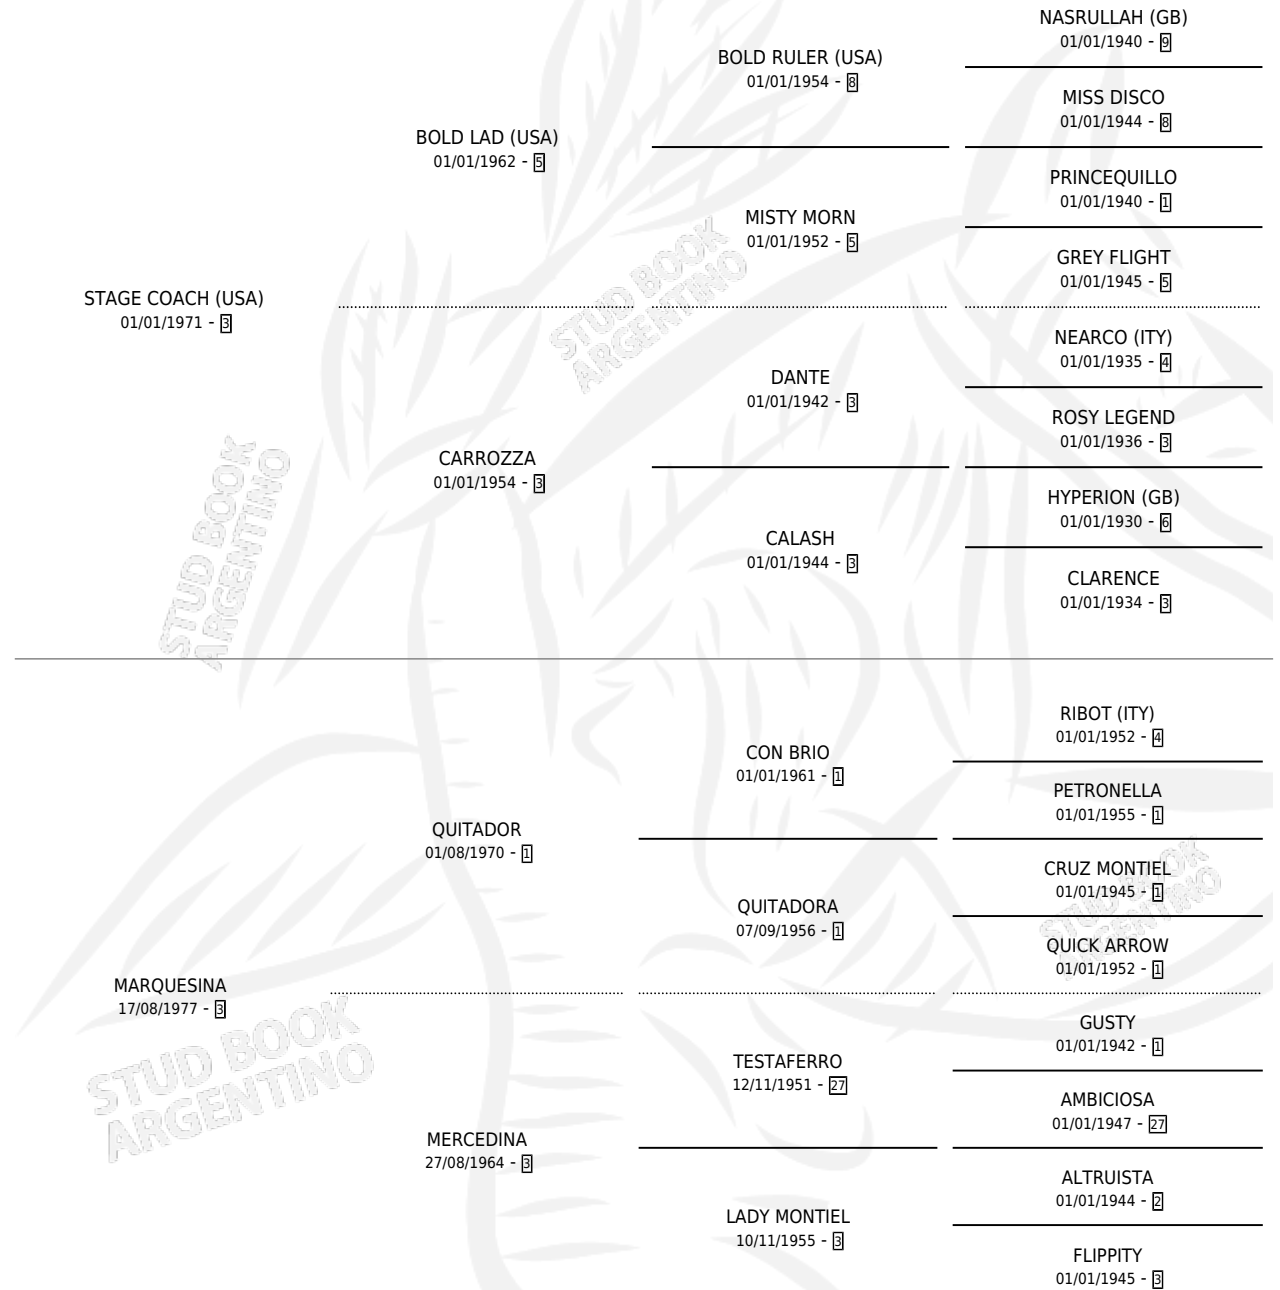 NASRULLAH (GB)
01/01/1940 - 9
BOLD RULER (USA)
01/01/1954 - 8
MISS DISCO
01/01/1944 - 8
BOLD LAD (USA)
01/01/1962 - 5
PRINCEQUILLO
01/01/1940 - 1
MISTY MORN
01/01/1952 - 5
GREY FLIGHT
01/01/1945 - 5
STAGE COACH (USA)
01/01/1971 - 3
NEARCO (ITY)
01/01/1935 - 4
DANTE
01/01/1942 - 3
ROSY LEGEND
01/01/1936 - 3
CARROZZA
01/01/1954 - 3
HYPERION (GB)
01/01/1930 - 6
CALASH
01/01/1944 - 3
CLARENCE
01/01/1934 - 3
RIBOT (ITY)
01/01/1952 - 4
CON BRIO
01/01/1961 - 1
PETRONELLA
01/01/1955 - 1
QUITADOR
01/08/1970 - 1
CRUZ MONTIEL
01/01/1945 - 1
QUITADORA
07/09/1956 - 1
QUICK ARROW
01/01/1952 - 1
MARQUESINA
17/08/1977 - 3
GUSTY
01/01/1942 - 1
TESTAFERRO
12/11/1951 - 27
AMBICIOSA
01/01/1947 - 27
MERCEDINA
27/08/1964 - 3
ALTRUISTA
01/01/1944 - 2
LADY MONTIEL
10/11/1955 - 3
FLIPPITY
01/01/1945 - 3
STUD BOOK
ARGENTINO
STUD BOOK
ARGENTINO
STUD BOOK
ARGENTINO
STUD BOOK
ARGENTINO